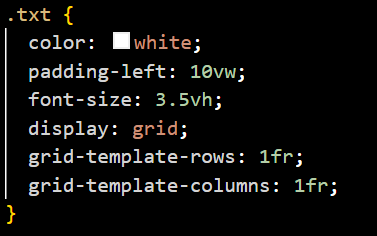 .txt {
color: white;
padding-left: 10vw;
font-size: 3.5vh;
display: grid;
grid-template-rows: 1fr;
grid-template-columns: 1fr;
}